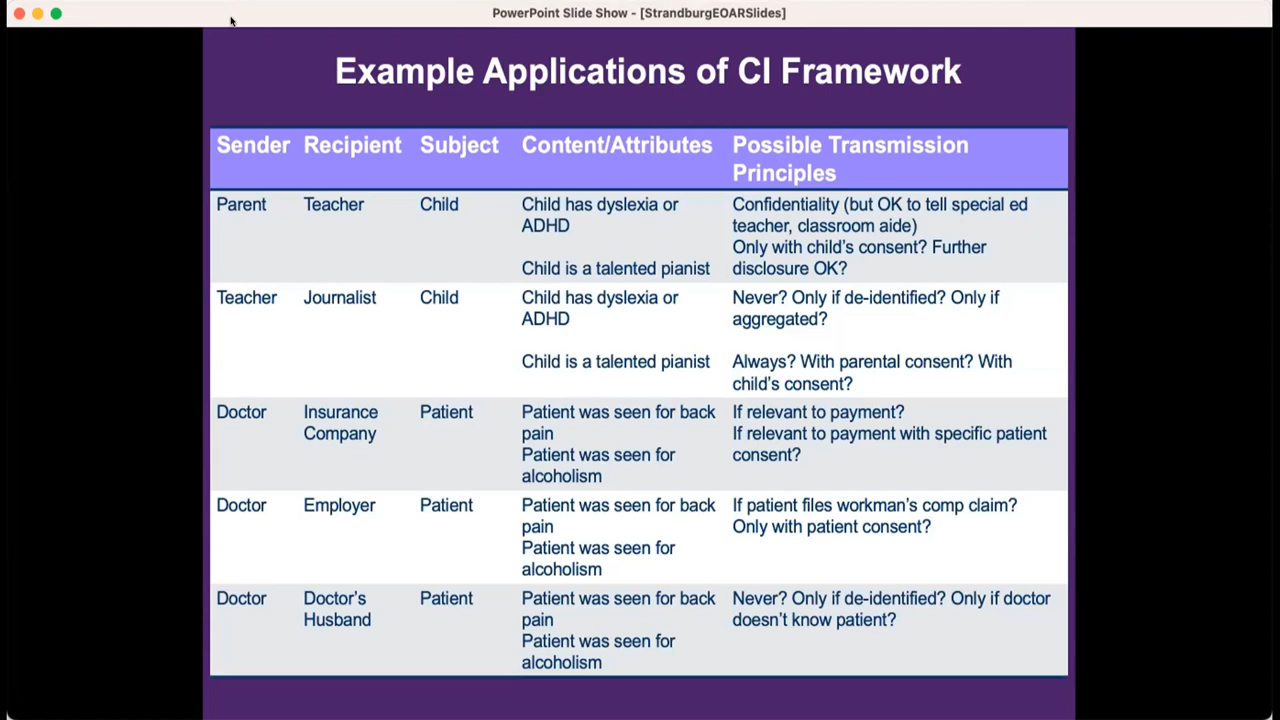 PowerPoint Slide Show - [StrandburgEOARSlides]
Example Applications of CI Framework
Sender Recipient Subject Content/Attributes Possible Transmission
Principles
Parent Teacher Child Child has dyslexia or Confidentiality (but OK to tell special ed
ADHD teacher, classroom aide)
Only with child's consent? Further
Child is a talented pianist disclosure OK?
Teacher Journalist Child Child has dyslexia or Never? Only if de-identified? Only if
ADHD aggregated?
Child is a talented pianist Always? With parental consent? With
child's consent?
Doctor Insurance Patient Patient was seen for back If relevant to payment?
Company pain If relevant to payment with specific patient
Patient was seen for consent?
alcoholism
Doctor Employer Patient Patient was seen for back If patient files workman's comp claim?
pain Only with patient consent?
Patient was seen for
alcoholism
Doctor Doctor's Patient Patient was seen for back Never? Only if de-identified? Only if doctor
Husband pain doesn't know patient?
Patient was seen for
alcoholism